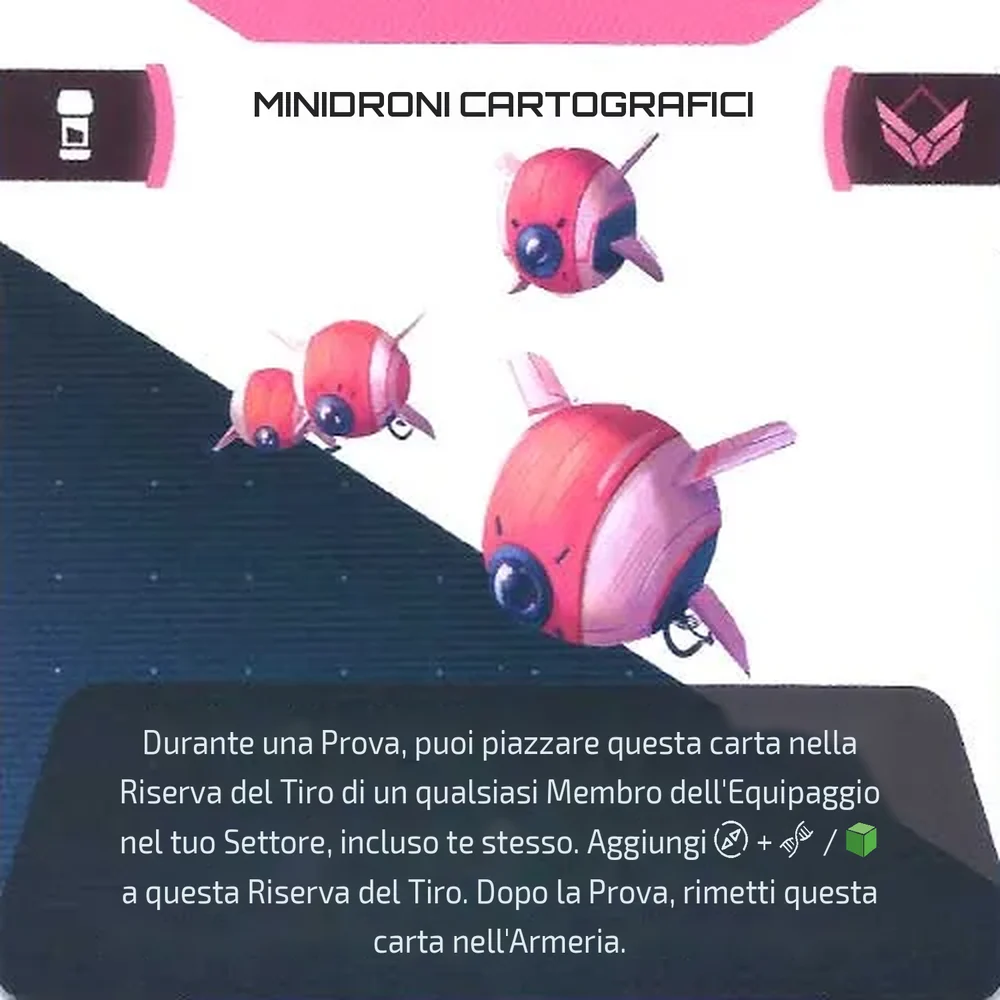 MINIDRONI CARTOGRAFICI
Durante una Prova, puoi piazzare questa carta nella
Riserva del Tiro di un qualsiasi Membro dell'Equipaggio
nel tuo Settore, incluso te stesso. Aggiungi + /
a questa Riserva del Tiro. Dopo la Prova, rimetti questa
carta nell'Armeria.